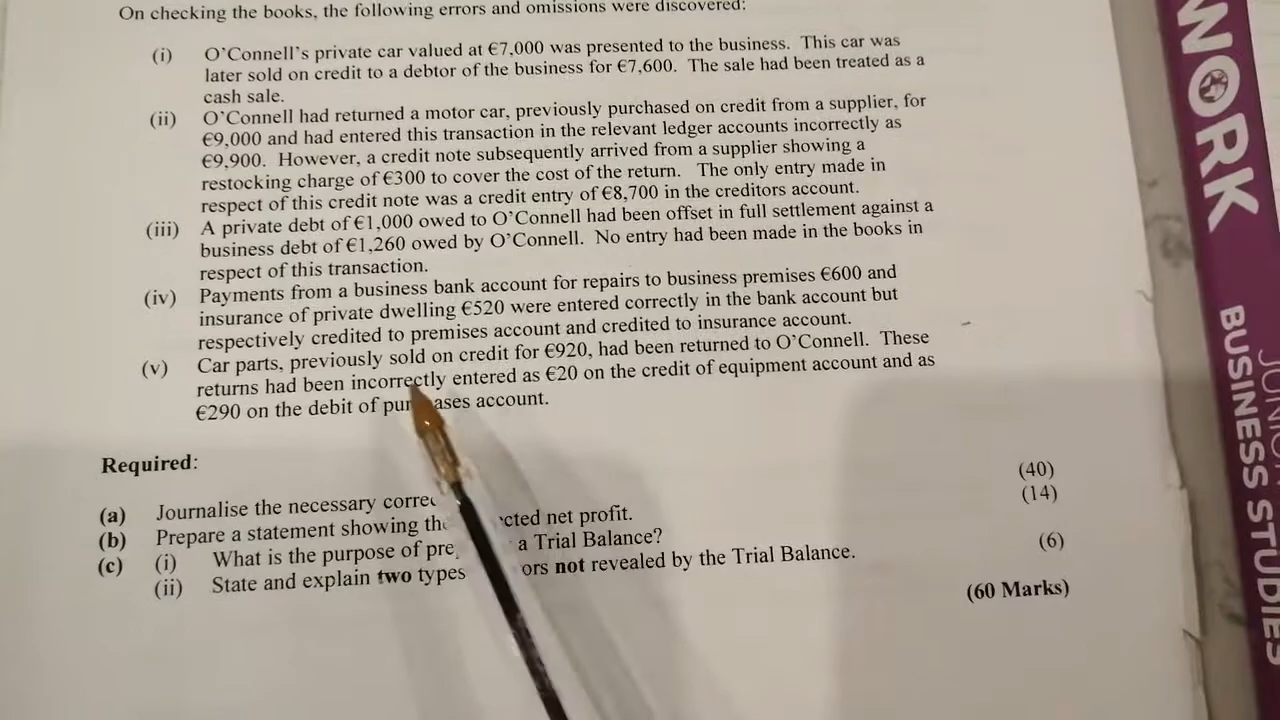 On checking the books, the following errors and omissions were discovered:
(i) O'Connell's private car valued at €7,000 was presented to the business. This car was
later sold on credit to a debtor of the business for €7,600. The sale had been treated as a
cash sale.
(ii) O'Connell had returned a motor car, previously purchased on credit from a supplier, for
€9,000 and had entered this transaction in the relevant ledger accounts incorrectly as
€9,900. However, a credit note subsequently arrived from a supplier showing a
restocking charge of €300 to cover the cost of the return. The only entry made in
respect of this credit note was a credit entry of €8,700 in the creditors account.
(iii) A private debt of €1,000 owed to O'Connell had been offset in full settlement against a
business debt of €1,260 owed by O'Connell. No entry had been made in the books in
respect of this transaction.
(iv) Payments from a business bank account for repairs to business premises €600 and
insurance of private dwelling €520 were entered correctly in the bank account but
respectively credited to premises account and credited to insurance account.
(v) Car parts, previously sold on credit for €920, had been returned to O'Connell. These
returns had been incorrectly entered as €20 on the credit of equipment account and as
€290 on the debit of account.
Required:
(a) Journalise the necessary (40)
(b) Prepare a statement showing net profit. (14)
(c) (i) What is the purpose of a Trial Balance?
(ii) State and explain two types not revealed by the Trial Balance. (6)
(60 Marks)
WORK
BUSINESS STUDIES